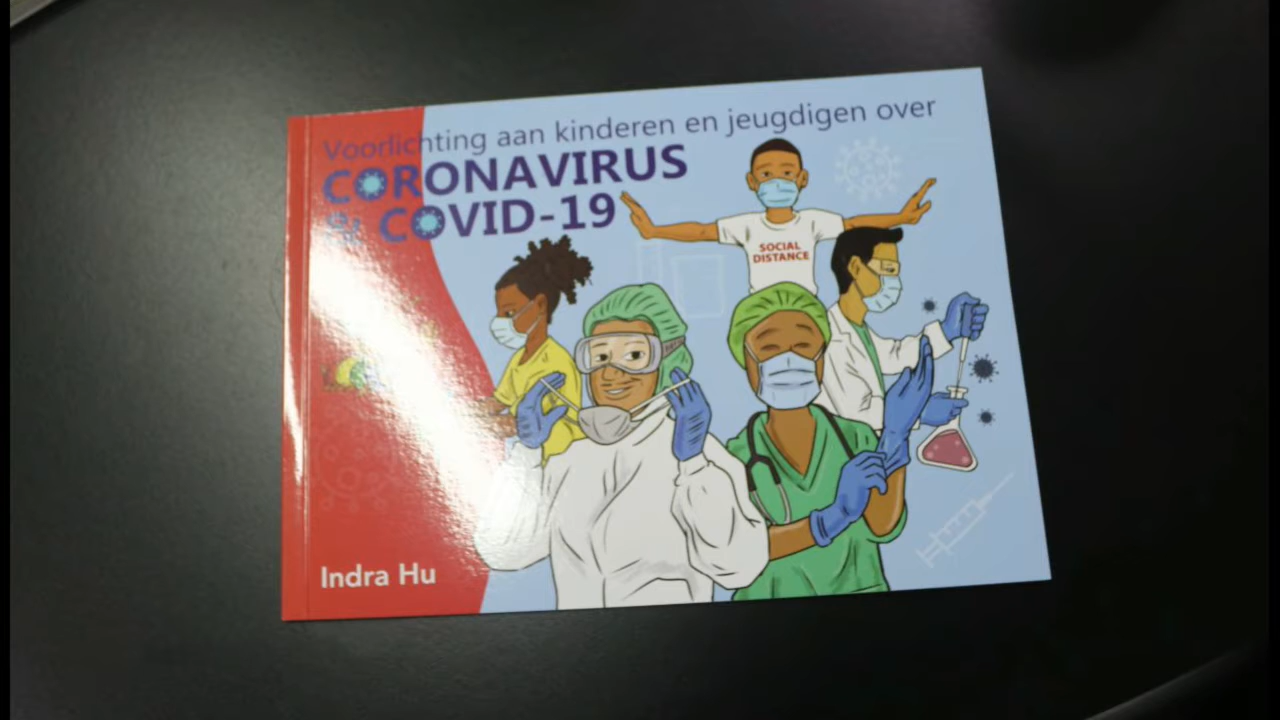 Voorlichting aan kinderen en jeugdigen over
CORONAVIRUS
& COVID-19
SOCIAL
DISTANCE
Indra Hu